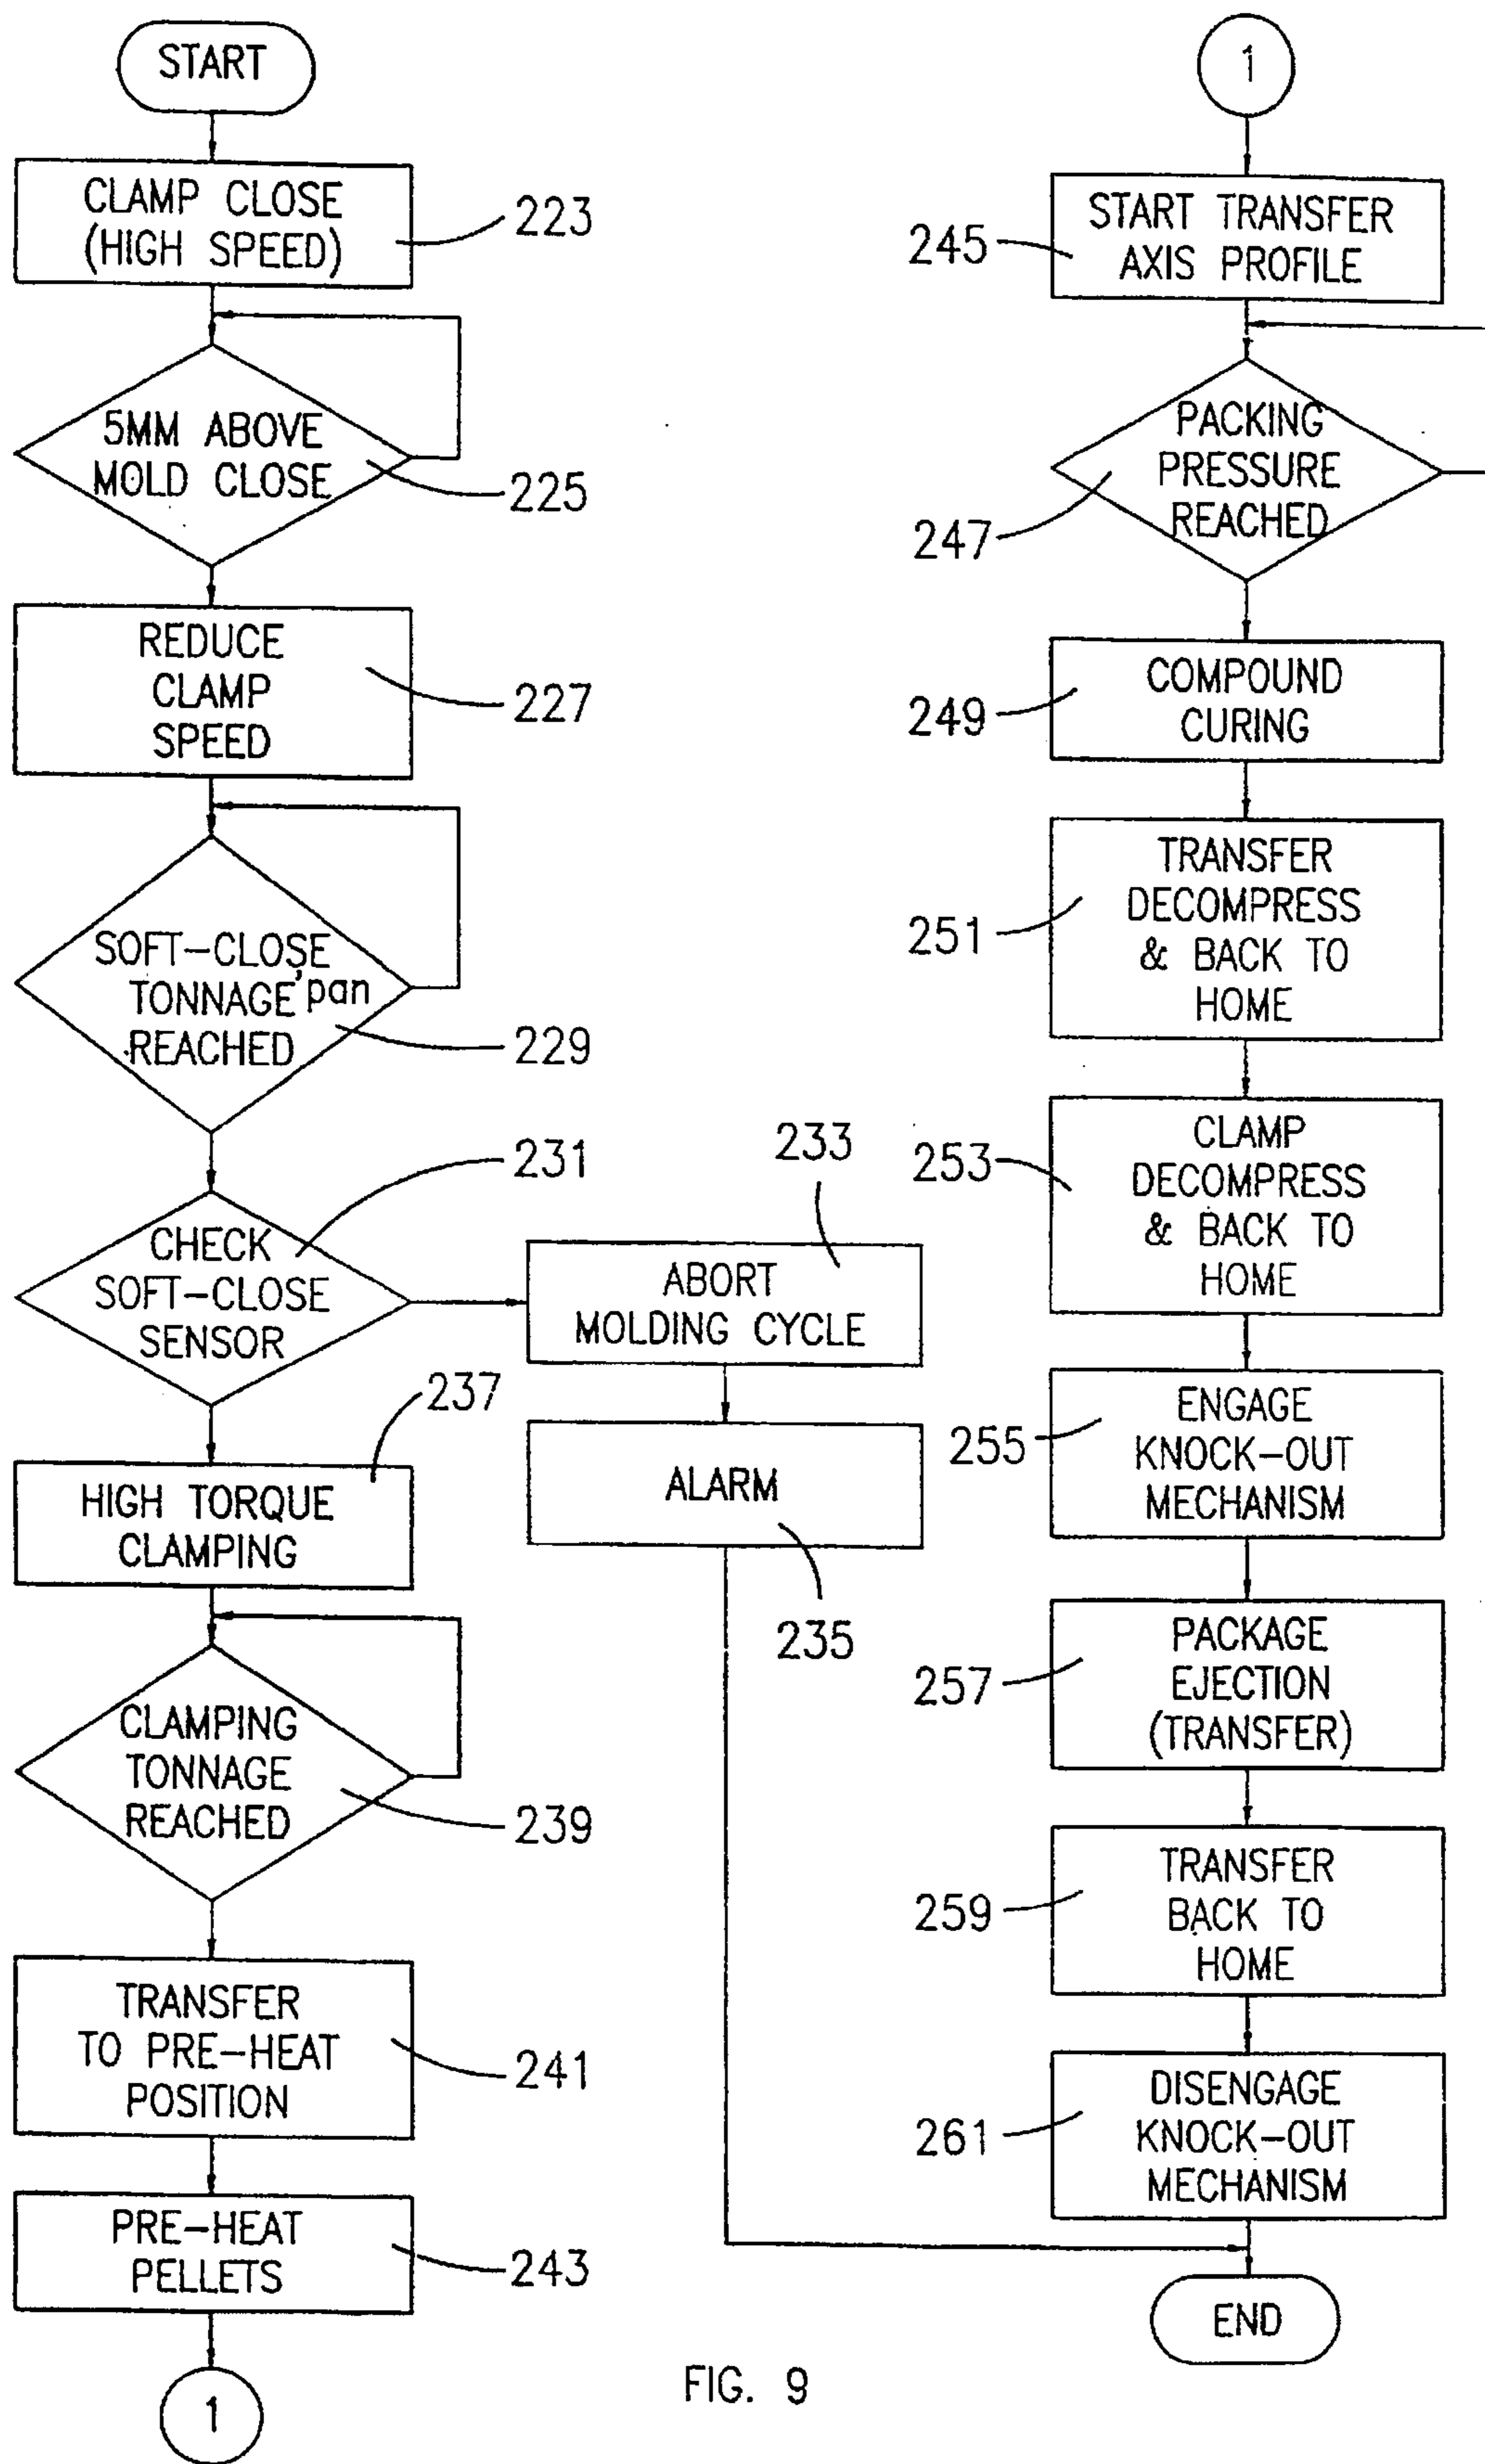 START
CLAMP CLOSE
(HIGH SPEED)
223
5MM ABOVE
MOLD CLOSE
225
REDUCE
CLAMP
SPEED
227
SOFT-CLOSE
TONNAGE'pan
REACHED
229
CHECK
SOFT-CLOSE
SENSOR
231
ABORT
MOLDING CYCLE
233
ALARM
235
HIGH TORQUE
CLAMPING
237
CLAMPING
TONNAGE
REACHED
239
TRANSFER
TO PRE-HEAT
POSITION
241
PRE-HEAT
PELLETS
243
1
1
START TRANSFER
AXIS PROFILE
245
PACKING
PRESSURE
REACHED
247
COMPOUND
CURING
249
TRANSFER
DECOMPRESS
& BACK TO
HOME
251
CLAMP
DECOMPRESS
& BACK TO
HOME
253
ENGAGE
KNOCK-OUT
MECHANISM
255
PACKAGE
EJECTION
(TRANSFER)
257
TRANSFER
BACK TO
HOME
259
DISENGAGE
KNOCK-OUT
MECHANISM
261
END
FIG. 9